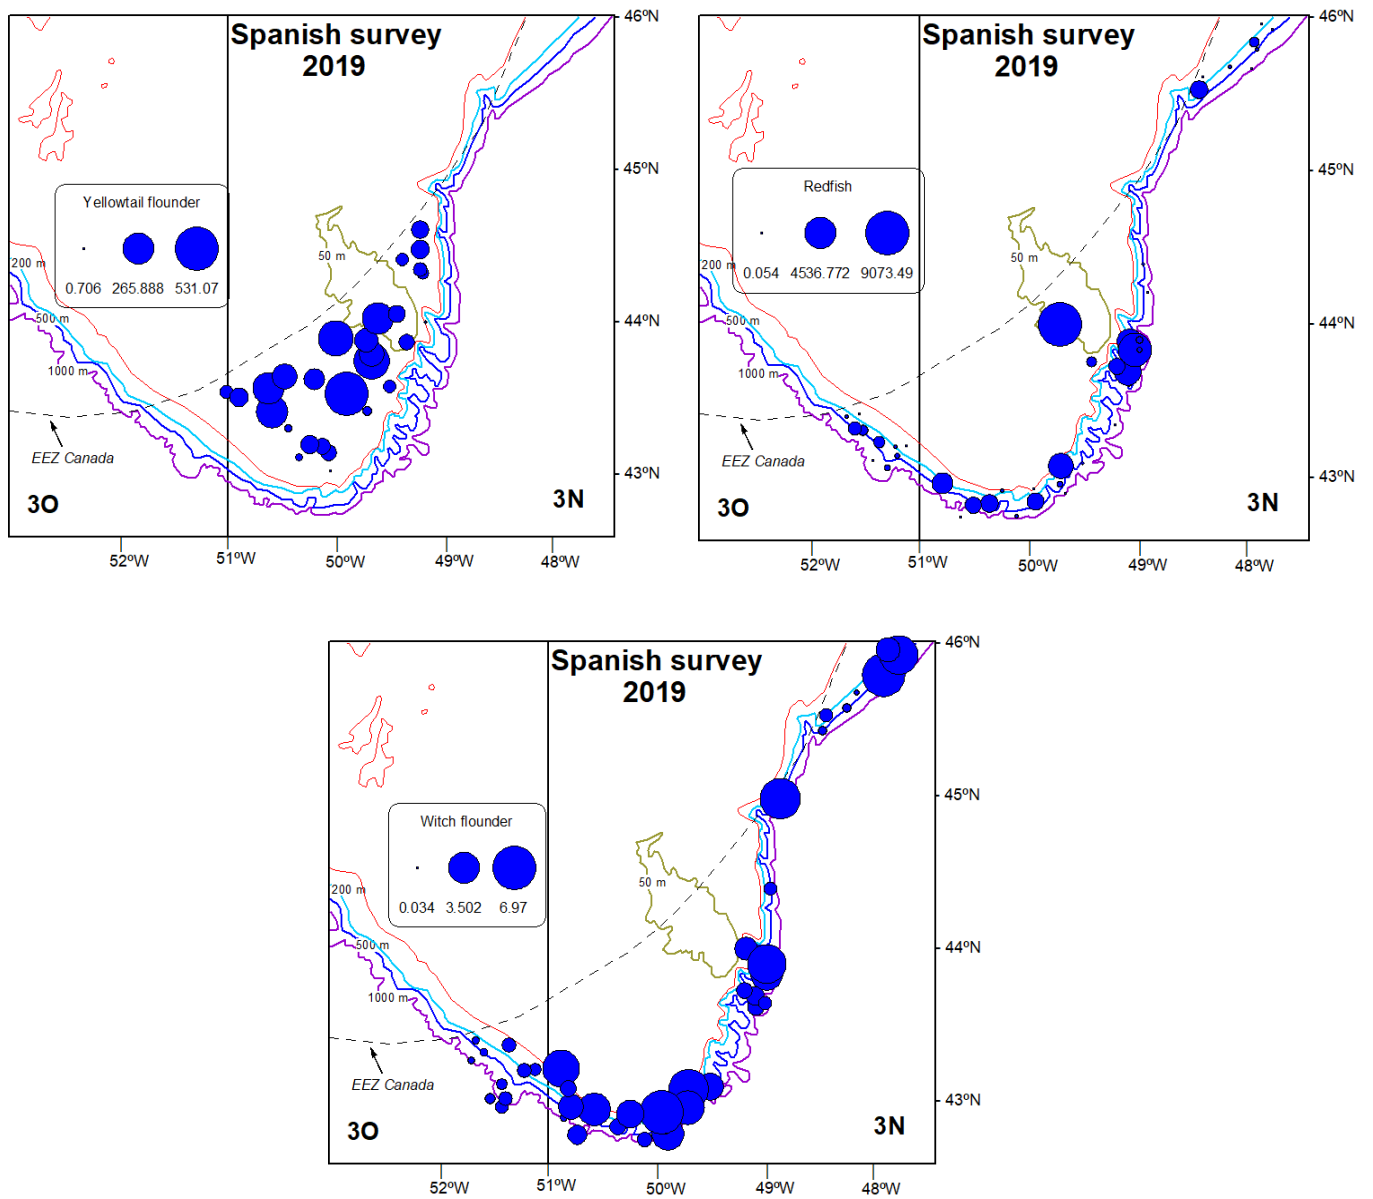 Spanish survey
2019
46ºN
45ºN
44ºN
43ºN
Yellowtail flounder
0.706 265.888 531.07
50 m
200 m
500 m
1000 m
EEZ Canada
3O
3N
52ºW 51ºW 50ºW 49ºW 48ºW
Spanish survey
2019
46ºN
45ºN
44ºN
43ºN
Redfish
0.054 4536.772 9073.49
50 m
200 m
500 m
1000 m
EEZ Canada
3O
3N
52ºW 51ºW 50ºW 49ºW 48ºW
Spanish survey
2019
46ºN
45ºN
44ºN
43ºN
Witch flounder
0.034 3.502 6.97
50 m
200 m
500 m
1000 m
EEZ Canada
3O
3N
52ºW 51ºW 50ºW 49ºW 48ºW